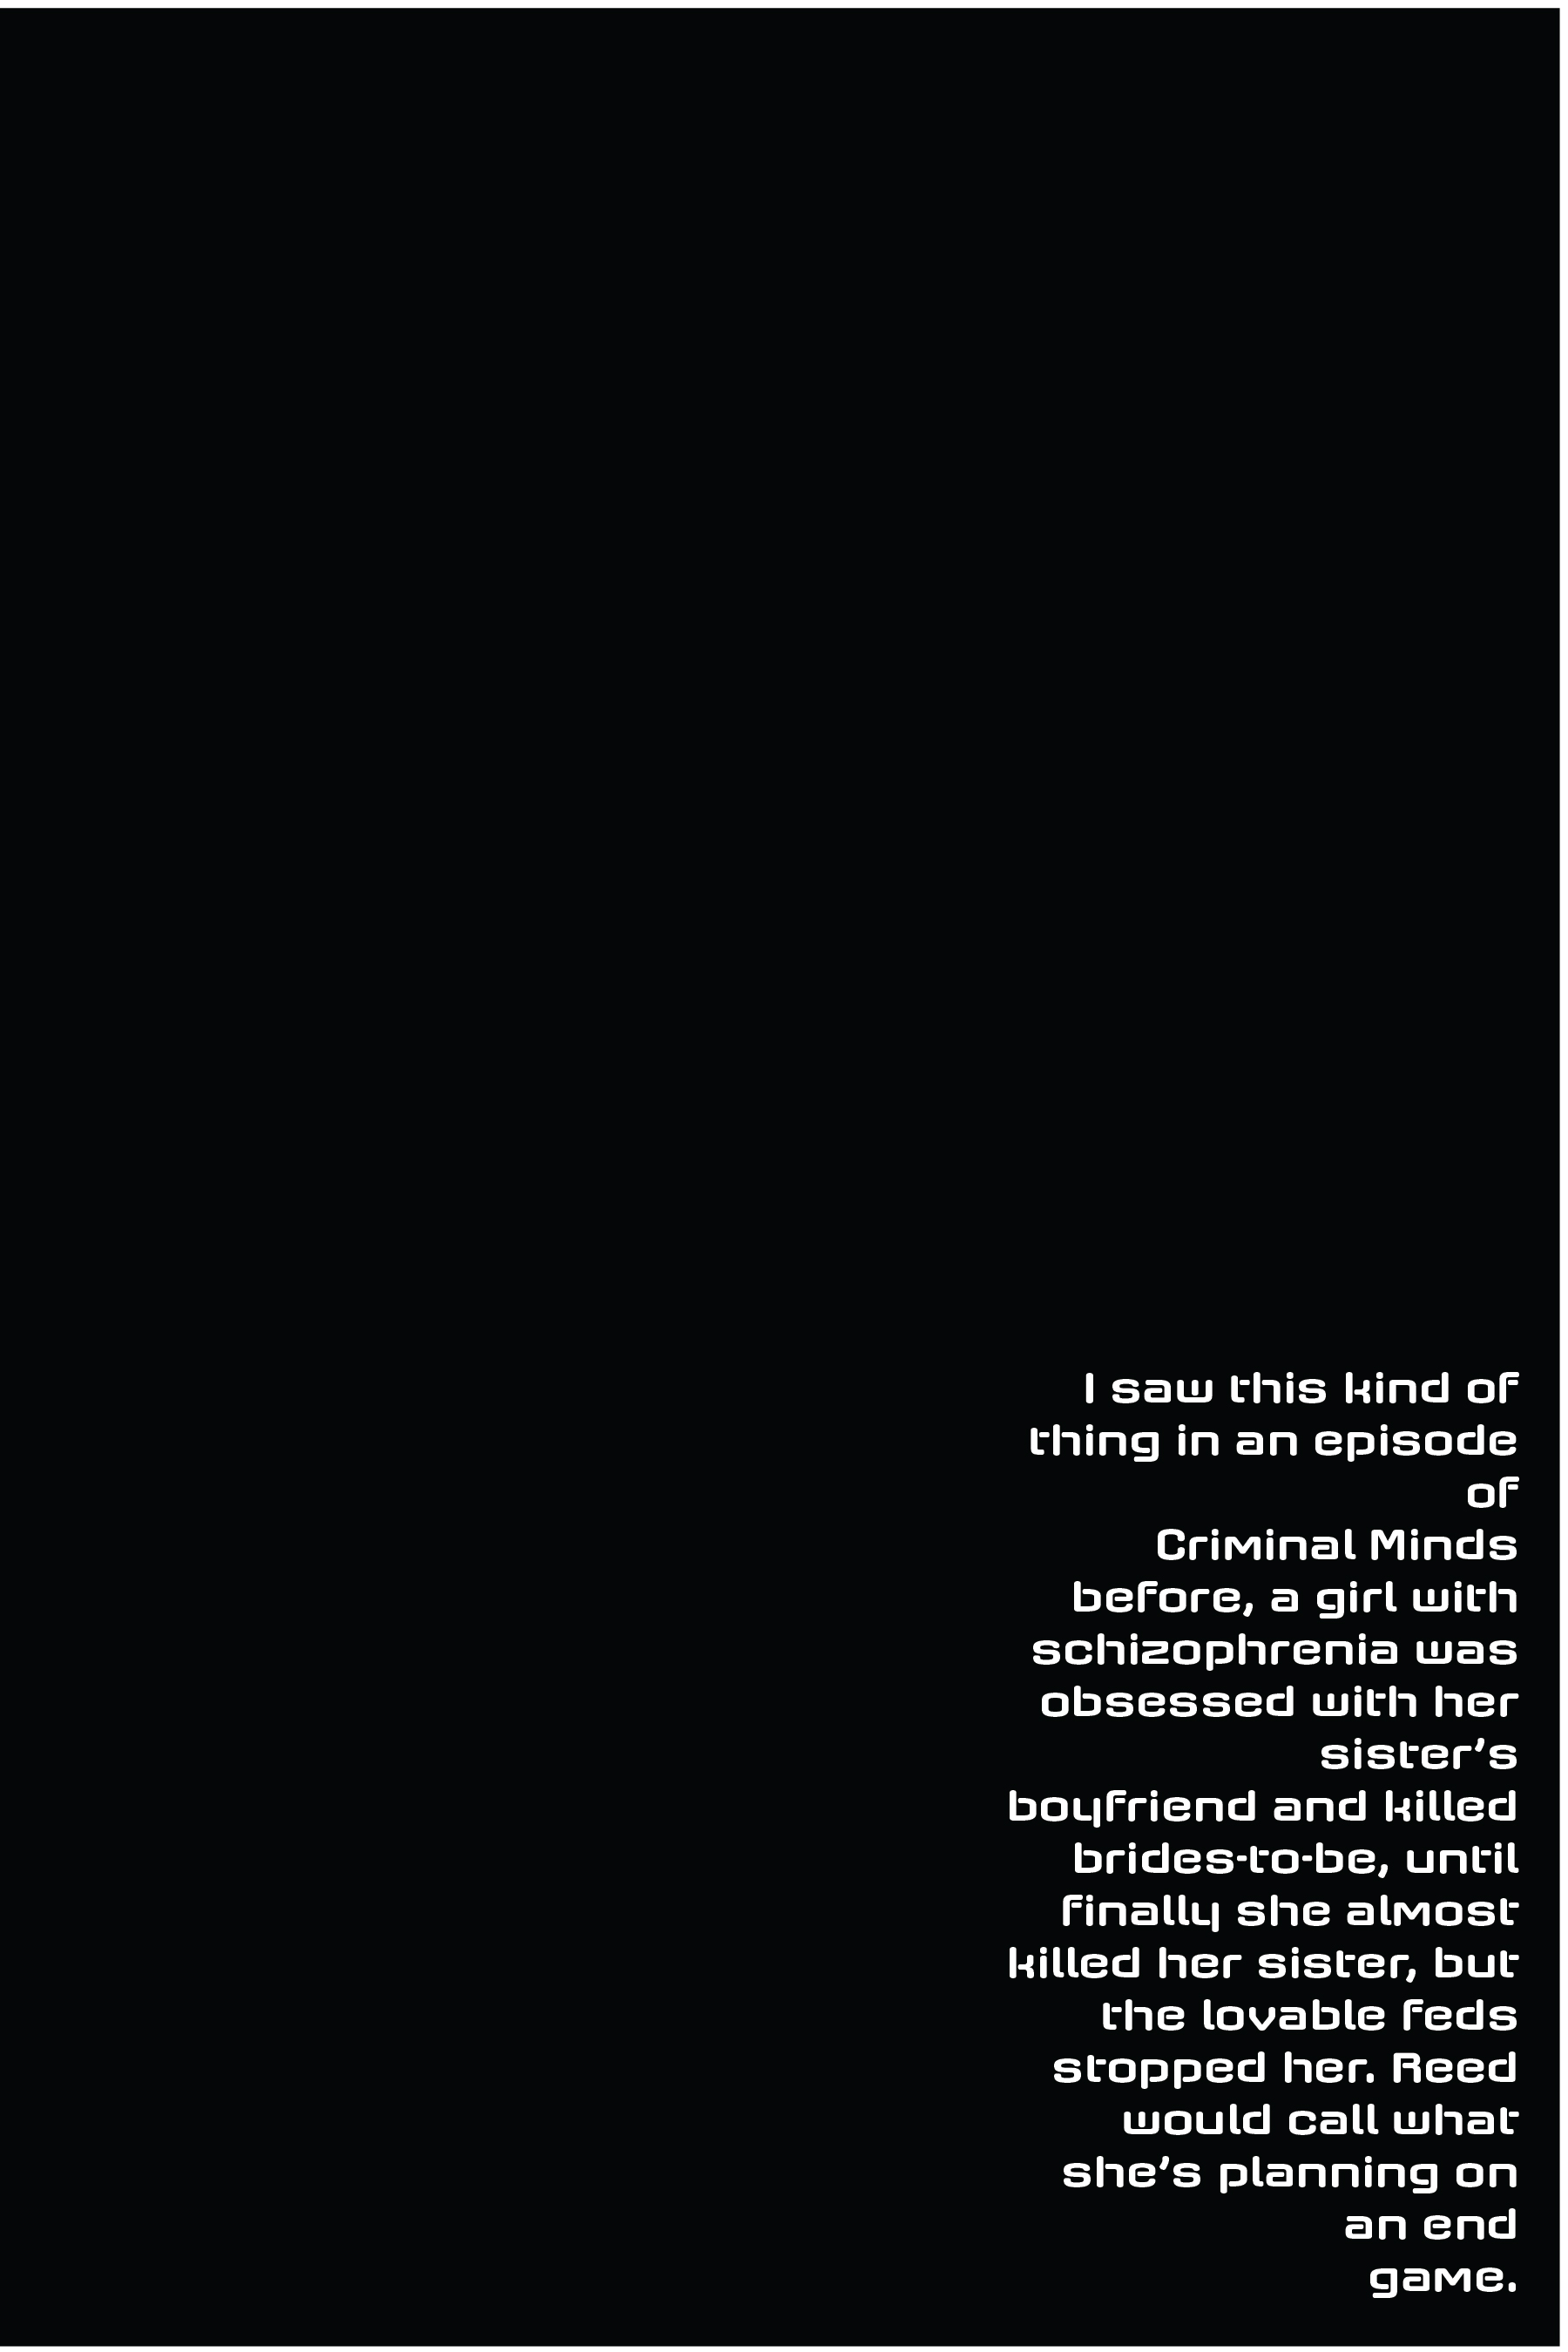 I saw this kind of
thing in an episode
of
Criminal Minds
before, a girl with
schizophrenia was
obsessed with her
sister’s
boyfriend and killed
brides-to-be, until
finally she almost
killed her sister, but
the lovable feds
stopped her. Reed
would call what
she’s planning on
an end
game.